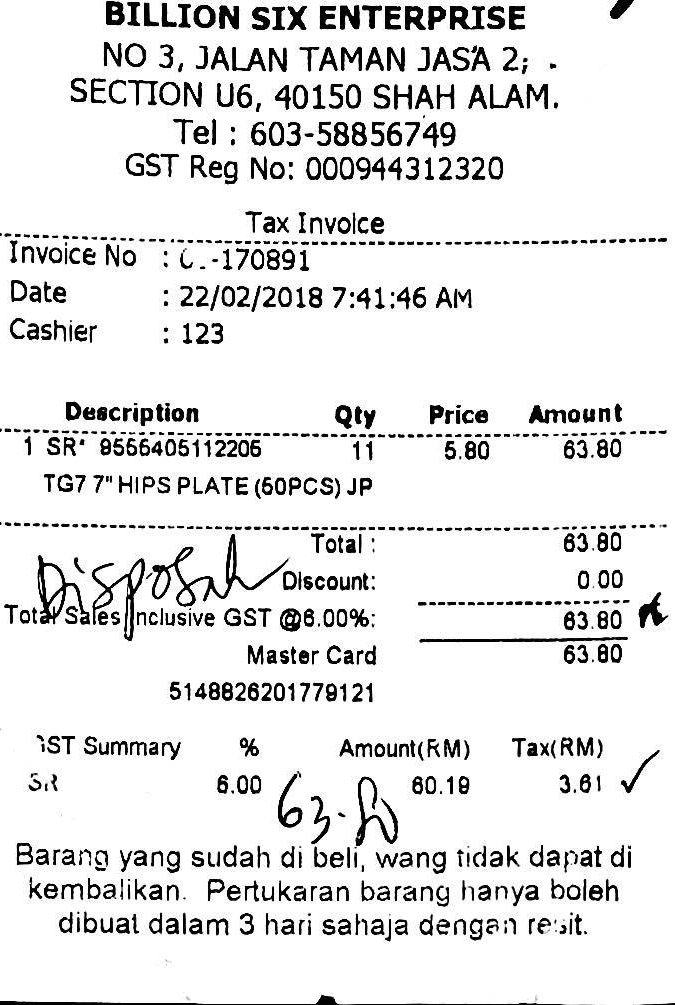 BILLION SIX ENTERPRISE
NO 3, JALAN TAMAN JASA 2,
SECTION U6, 40150 SHAH ALAM.
Tel : 603-58856749
GST Reg No: 000944312320
Tax Invoice
Invoice No : -170891
Date : 22/02/2018 7:41:46 AM
Cashier : 123
Description Qty Price Amount
1 SR* 9556405112205 11 5.80 63.80
TG7 7" HIPS PLATE (50PCS) JP
Total : 63.80
Disposal
Discount: 0.00
Total Sales Inclusive GST @6.00%: 63.80
Master Card 63.80
5148826201779121
GST Summary % Amount(RM) Tax(RM)
SR 6.00 60.19 3.61
63.80
Barang yang sudah di beli, wang tidak dapat di
kembalikan. Pertukaran barang hanya boleh
dibuat dalam 3 hari sahaja dengan resit.